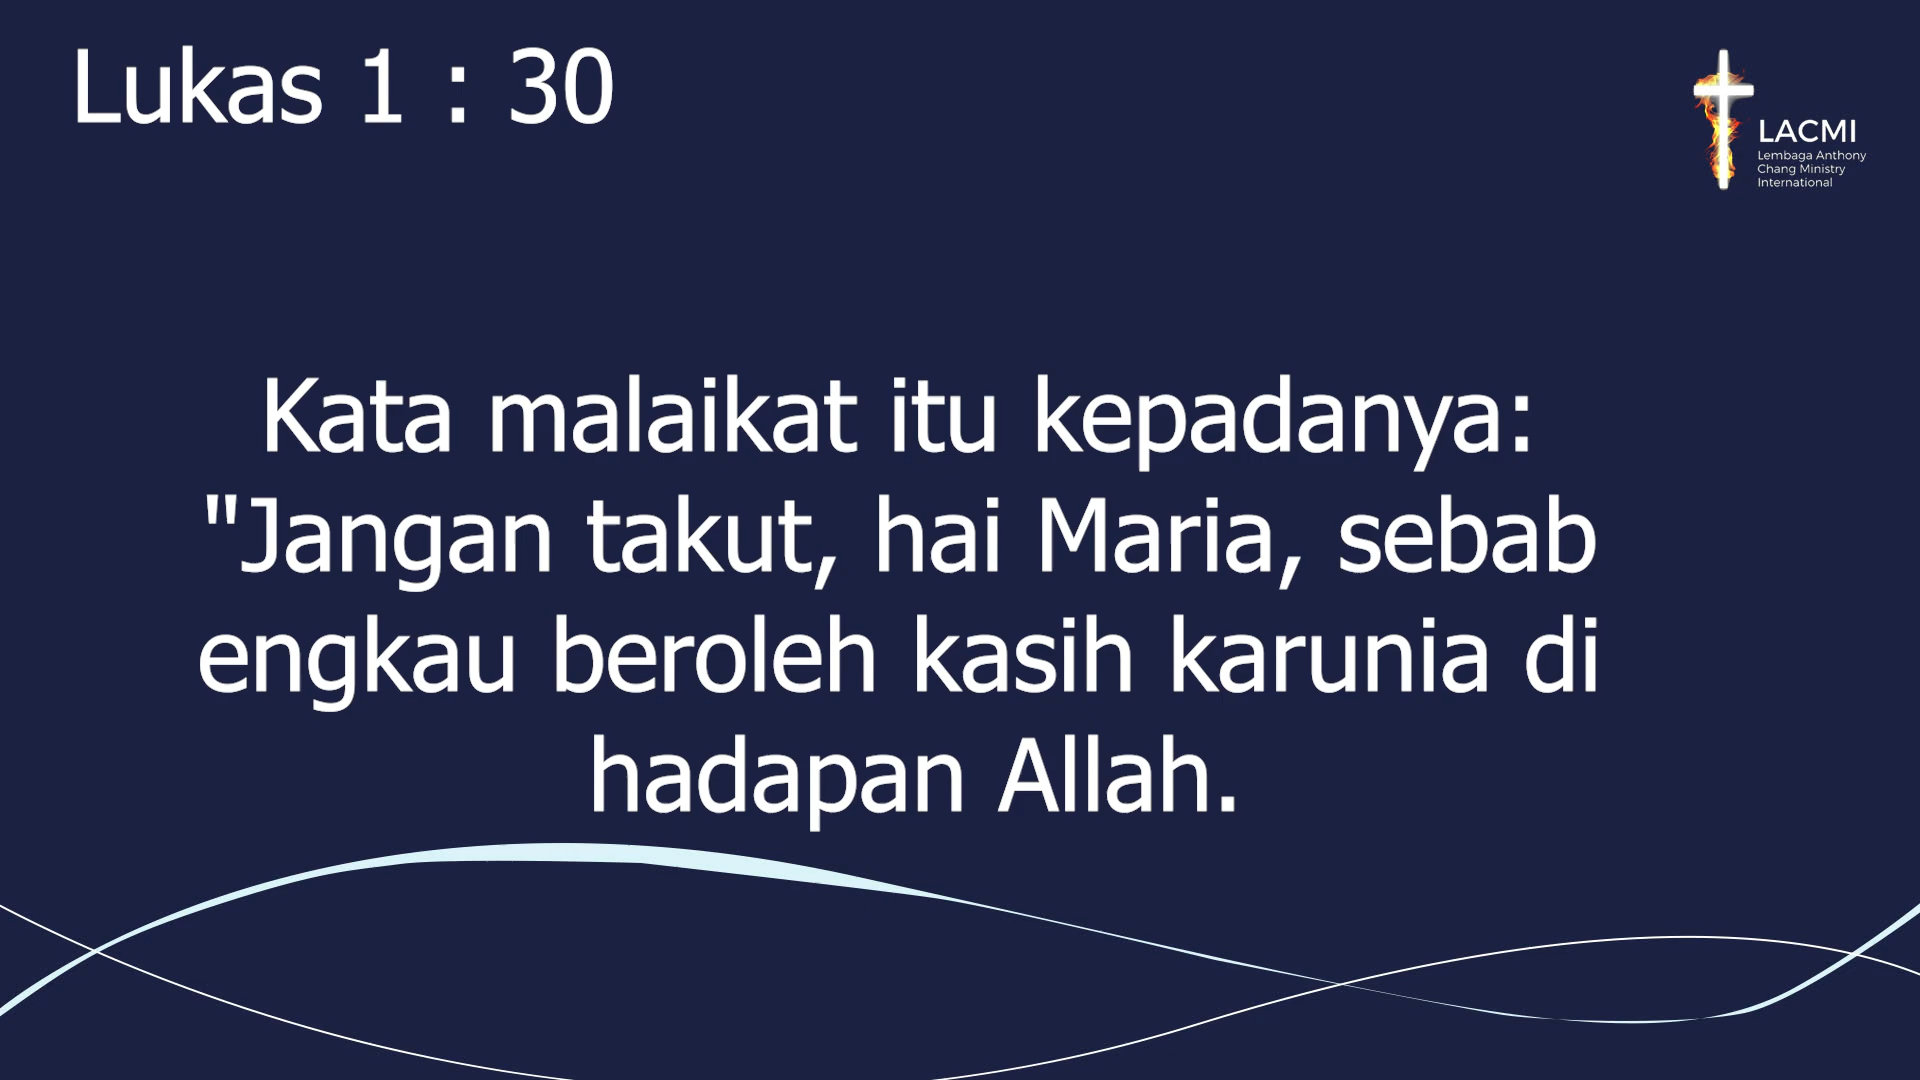 Lukas 1 : 30
LACMI
Lembaga Anthony
Chang Ministry
International
Kata malaikat itu kepadanya:
"Jangan takut, hai Maria, sebab
engkau beroleh kasih karunia di
hadapan Allah.